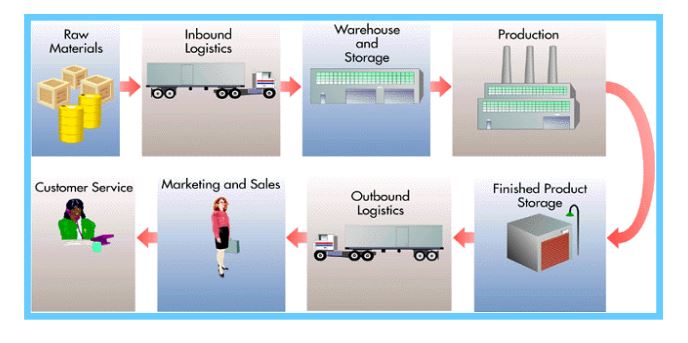 Raw
Materials
Inbound
Logistics
Warehouse
and
Storage
Production
Customer Service
Marketing and Sales
Outbound
Logistics
Finished Product
Storage